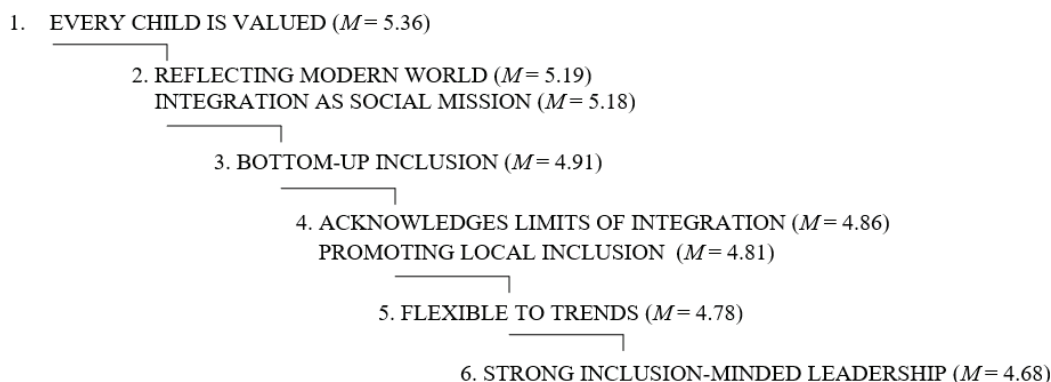 1. EVERY CHILD IS VALUED (M= 5.36)
2. REFLECTING MODERN WORLD (M= 5.19)
INTEGRATION AS SOCIAL MISSION (M= 5.18)
3. BOTTOM-UP INCLUSION (M= 4.91)
4. ACKNOWLEDGES LIMITS OF INTEGRATION (M= 4.86)
PROMOTING LOCAL INCLUSION (M= 4.81)
5. FLEXIBLE TO TRENDS (M= 4.78)
6. STRONG INCLUSION-MINDED LEADERSHIP (M= 4.68)